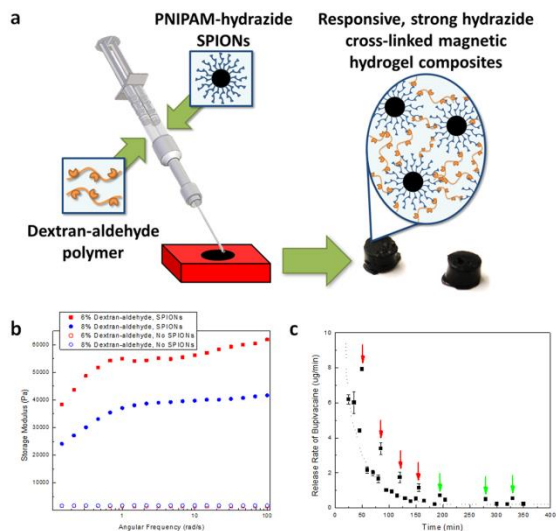 a
PNIPAM-hydrazide
SPIONs
Responsive, strong hydrazide
cross-linked magnetic
hydrogel composites
Dextran-aldehyde
polymer
b
6% Dextran-aldehyde, SPIONs
8% Dextran-aldehyde, SPIONs
6% Dextran-aldehyde, No SPIONs
8% Dextran-aldehyde, No SPIONs
60000
50000
40000
30000
20000
10000
Storage Modulus (Pa)
1
10
100
Angular Frequency (rad/s)
c
10
8
6
4
2
0
Release Rate of Bupivacaine (ug/min)
0
50
100
150
200
250
300
350
400
Time (min)